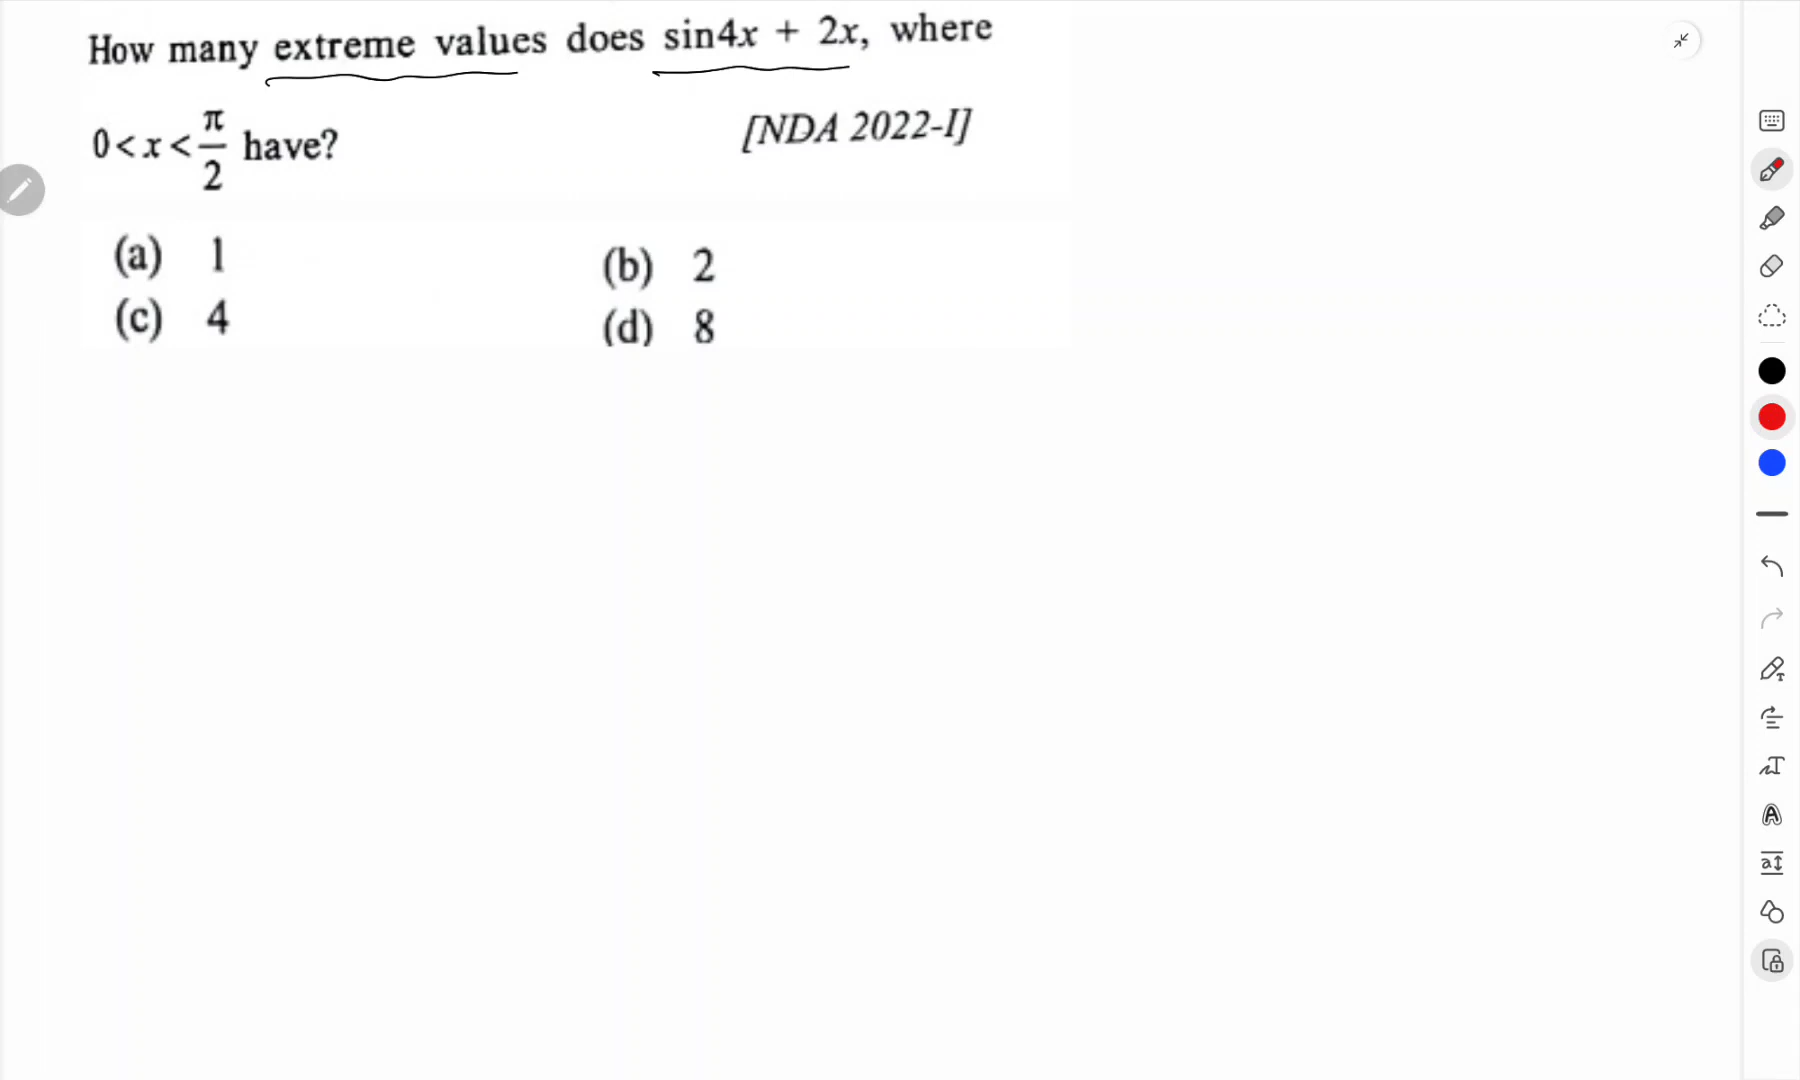 How many extreme values does sin4x + 2x, where
0 < x < π/2 have? [NDA 2022-I]
(a) 1 (b) 2
(c) 4 (d) 8